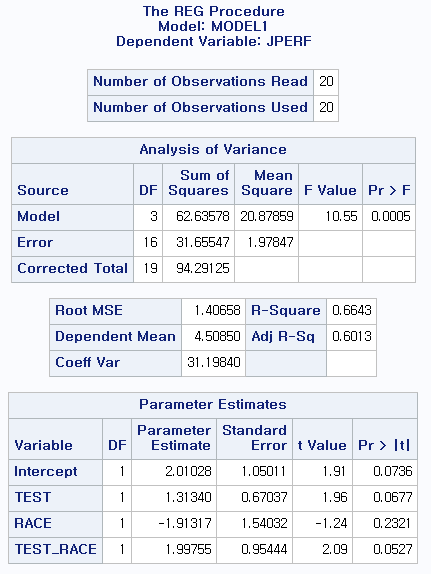 The REG Procedure
Model: MODEL1
Dependent Variable: JPERF
Number of Observations Read 20
Number of Observations Used 20
Analysis of Variance
Source DF Sum of Squares Mean Square F Value Pr > F
Model 3 62.63578 20.87859 10.55 0.0005
Error 16 31.65547 1.97847
Corrected Total 19 94.29125
Root MSE 1.40658 R-Square 0.6643
Dependent Mean 4.50850 Adj R-Sq 0.6013
Coeff Var 31.19840
Parameter Estimates
Variable DF Parameter Estimate Standard Error t Value Pr > |t|
Intercept 1 2.01028 1.05011 1.91 0.0736
TEST 1 1.31340 0.67037 1.96 0.0677
RACE 1 -1.91317 1.54032 -1.24 0.2321
TEST_RACE 1 1.99755 0.95444 2.09 0.0527